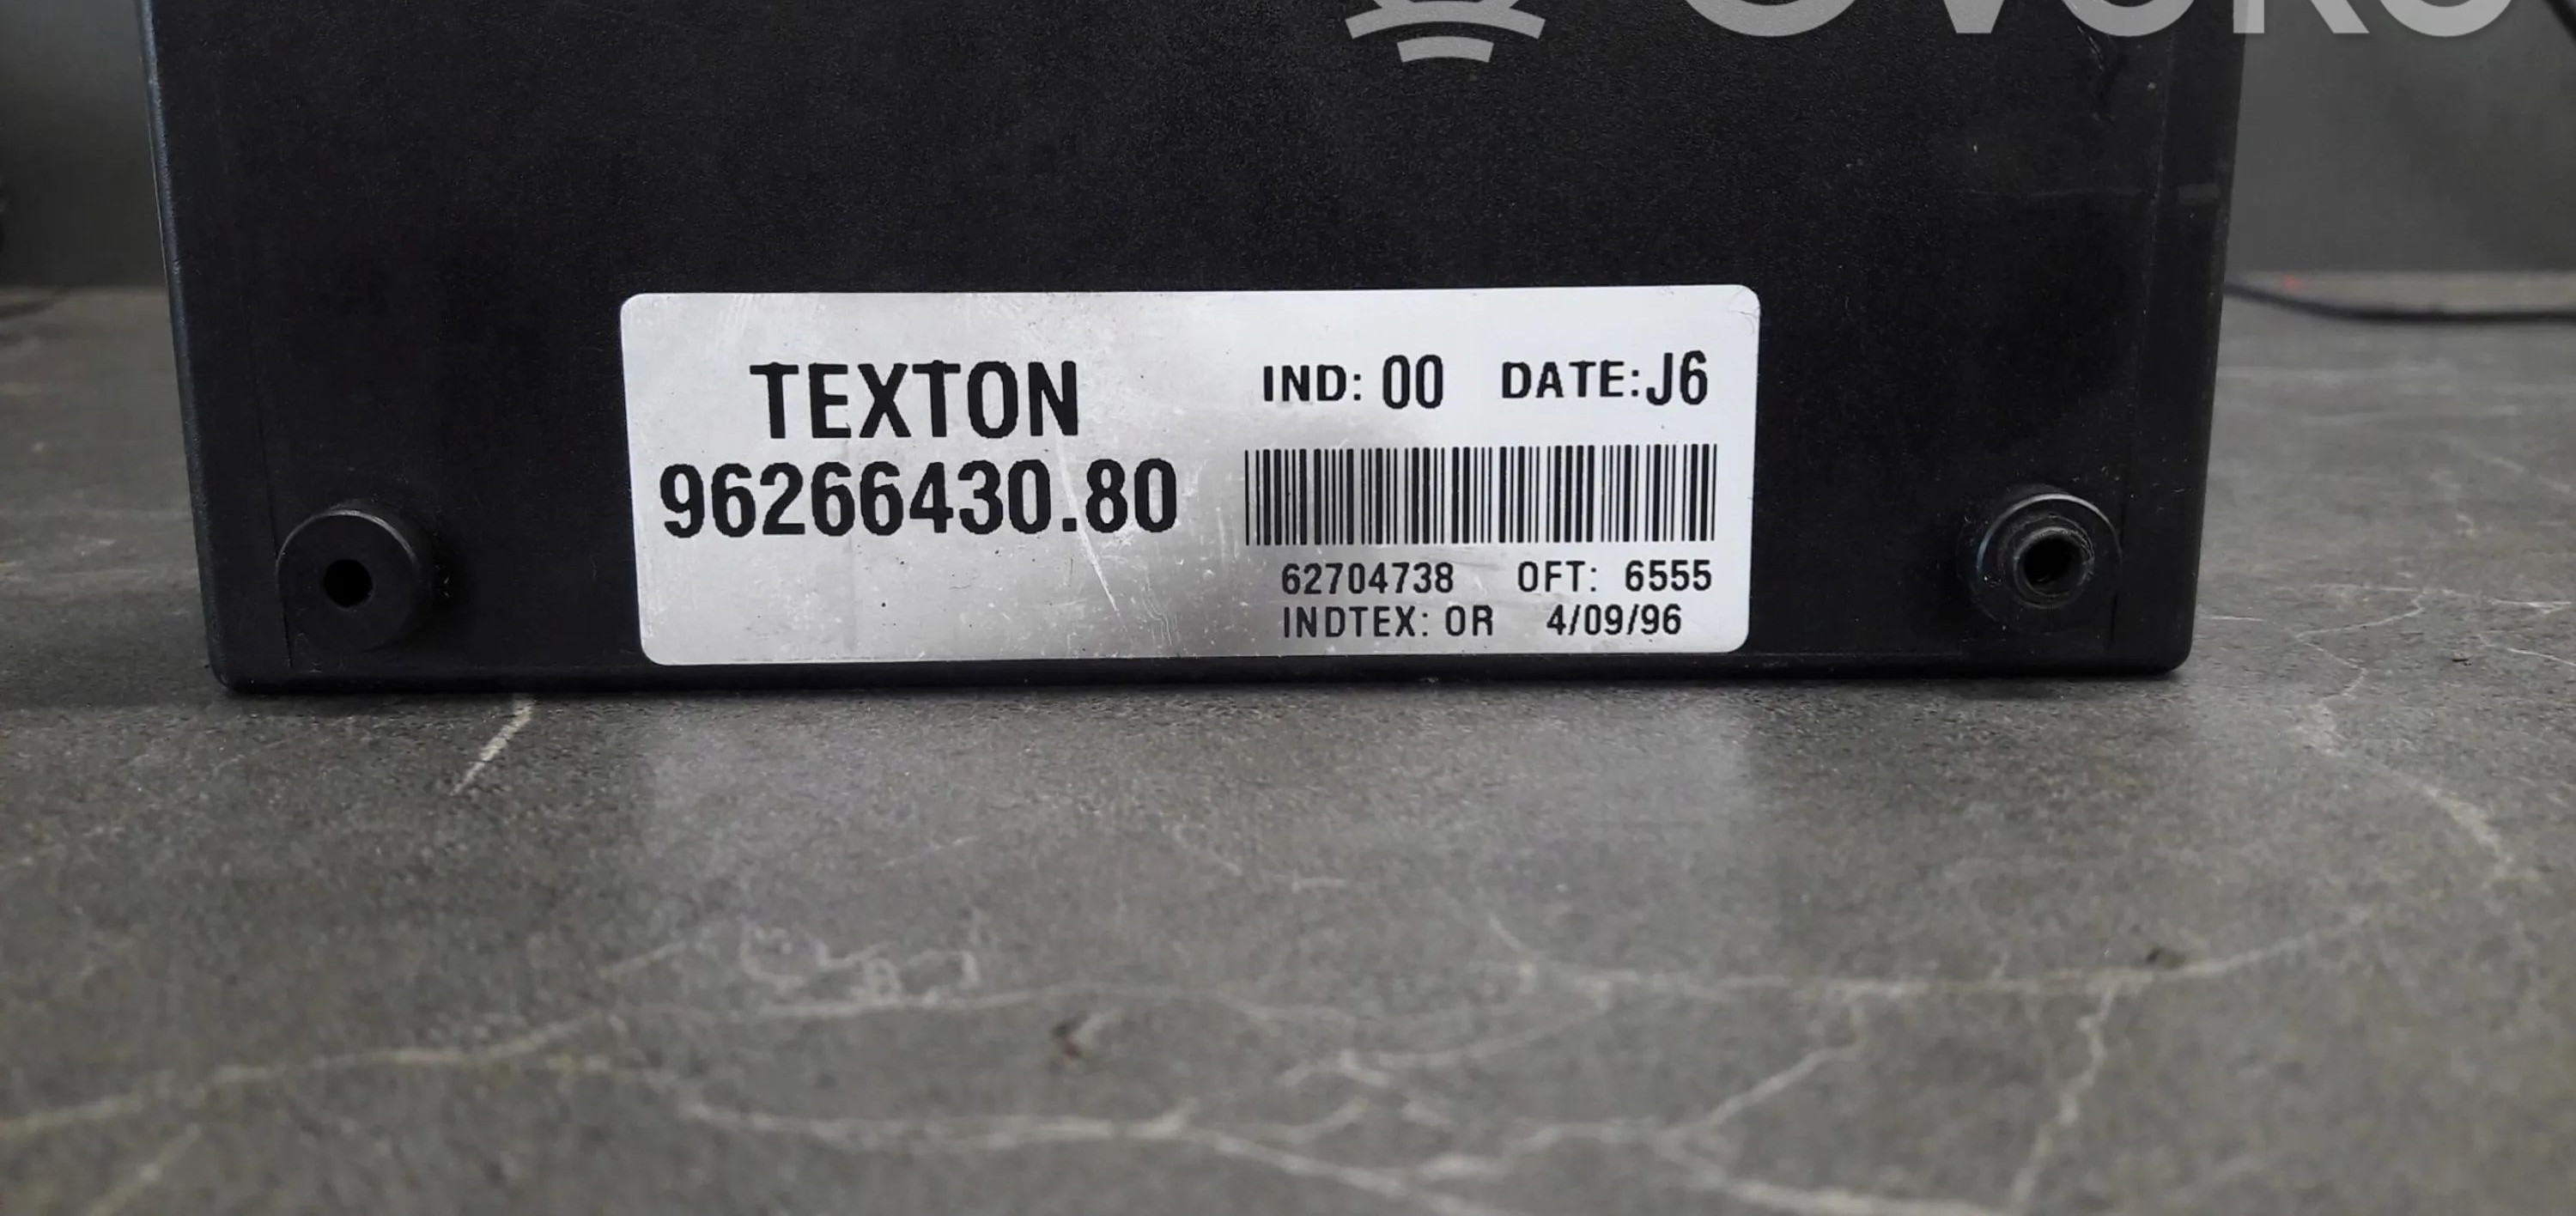 TEXTON
96266430.80
IND: 00 DATE:J6
62704738 OFT: 6555
INDTEX: OR 4/09/96